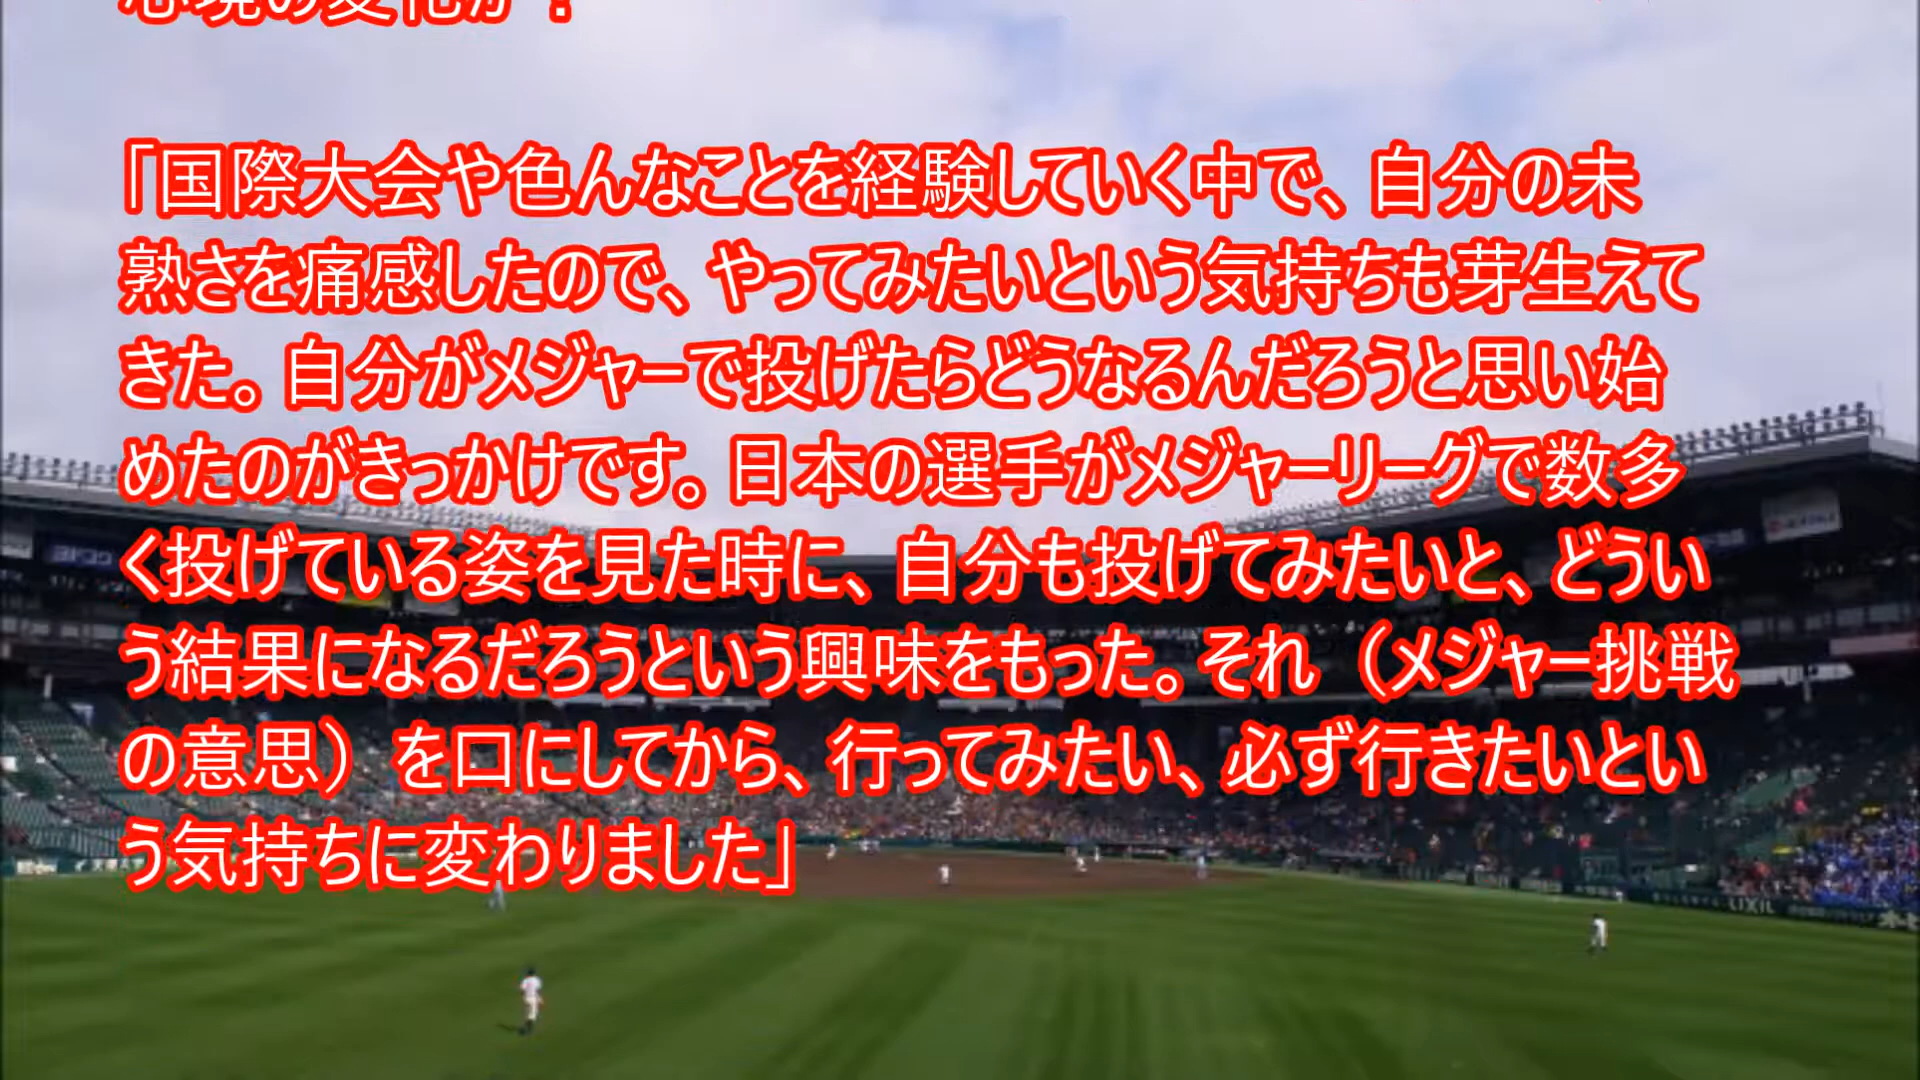 心境の変化が？
「国際大会や色んなことを経験していく中で、自分の未
熟さを痛感したので、やってみたいという気持ちも芽生えて
きた。自分がメジャーで投げたらどうなるんだろうと思い始
めたのがきっかけです。日本の選手がメジャーリーグで数多
く投げている姿を見た時に、自分も投げてみたいと、どうい
う結果になるだろうという興味をもった。それ（メジャー挑戦
の意思）を口にしてから、行ってみたい、必ず行きたいとい
う気持ちに変わりました」
LIXIL